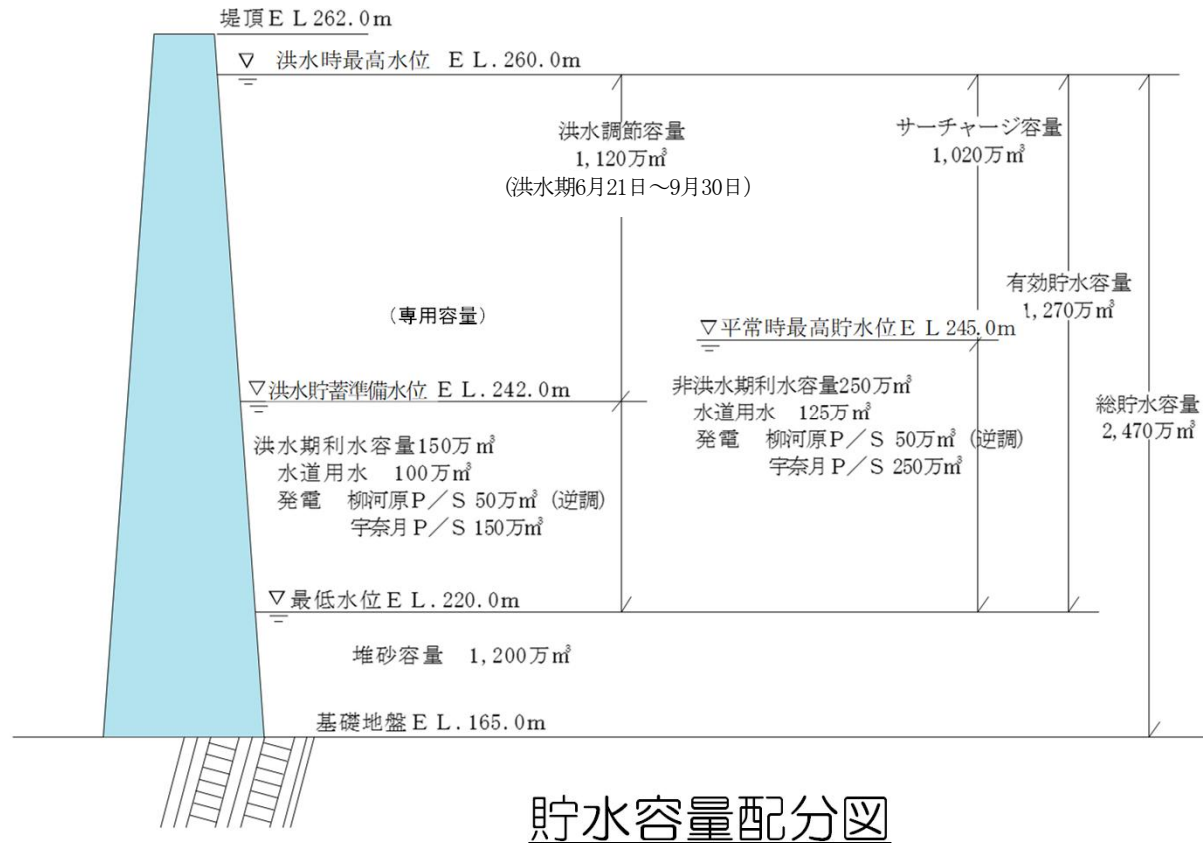 堤頂ＥＬ262.0m
▽ 洪水時最高水位 ＥＬ.260.0m
洪水調節容量
1,120万㎥
(洪水期6月21日～9月30日)
サーチャージ容量
1,020万㎥
有効貯水容量
1,270万㎥
総貯水容量
2,470万㎥
(専用容量)
▽平常時最高貯水位ＥＬ245.0m
非洪水期利水容量250万㎥
水道用水 125万㎥
発電 柳河原Ｐ／Ｓ 50万㎥ (逆調)
宇奈月Ｐ／Ｓ 250万㎥
▽洪水貯蓄準備水位 ＥＬ.242.0m
洪水期利水容量150万㎥
水道用水 100万㎥
発電 柳河原Ｐ／Ｓ 50万㎥ (逆調)
宇奈月Ｐ／Ｓ 150万㎥
▽最低水位ＥＬ.220.0m
堆砂容量 1,200万㎥
基礎地盤ＥＬ.165.0m
貯水容量配分図